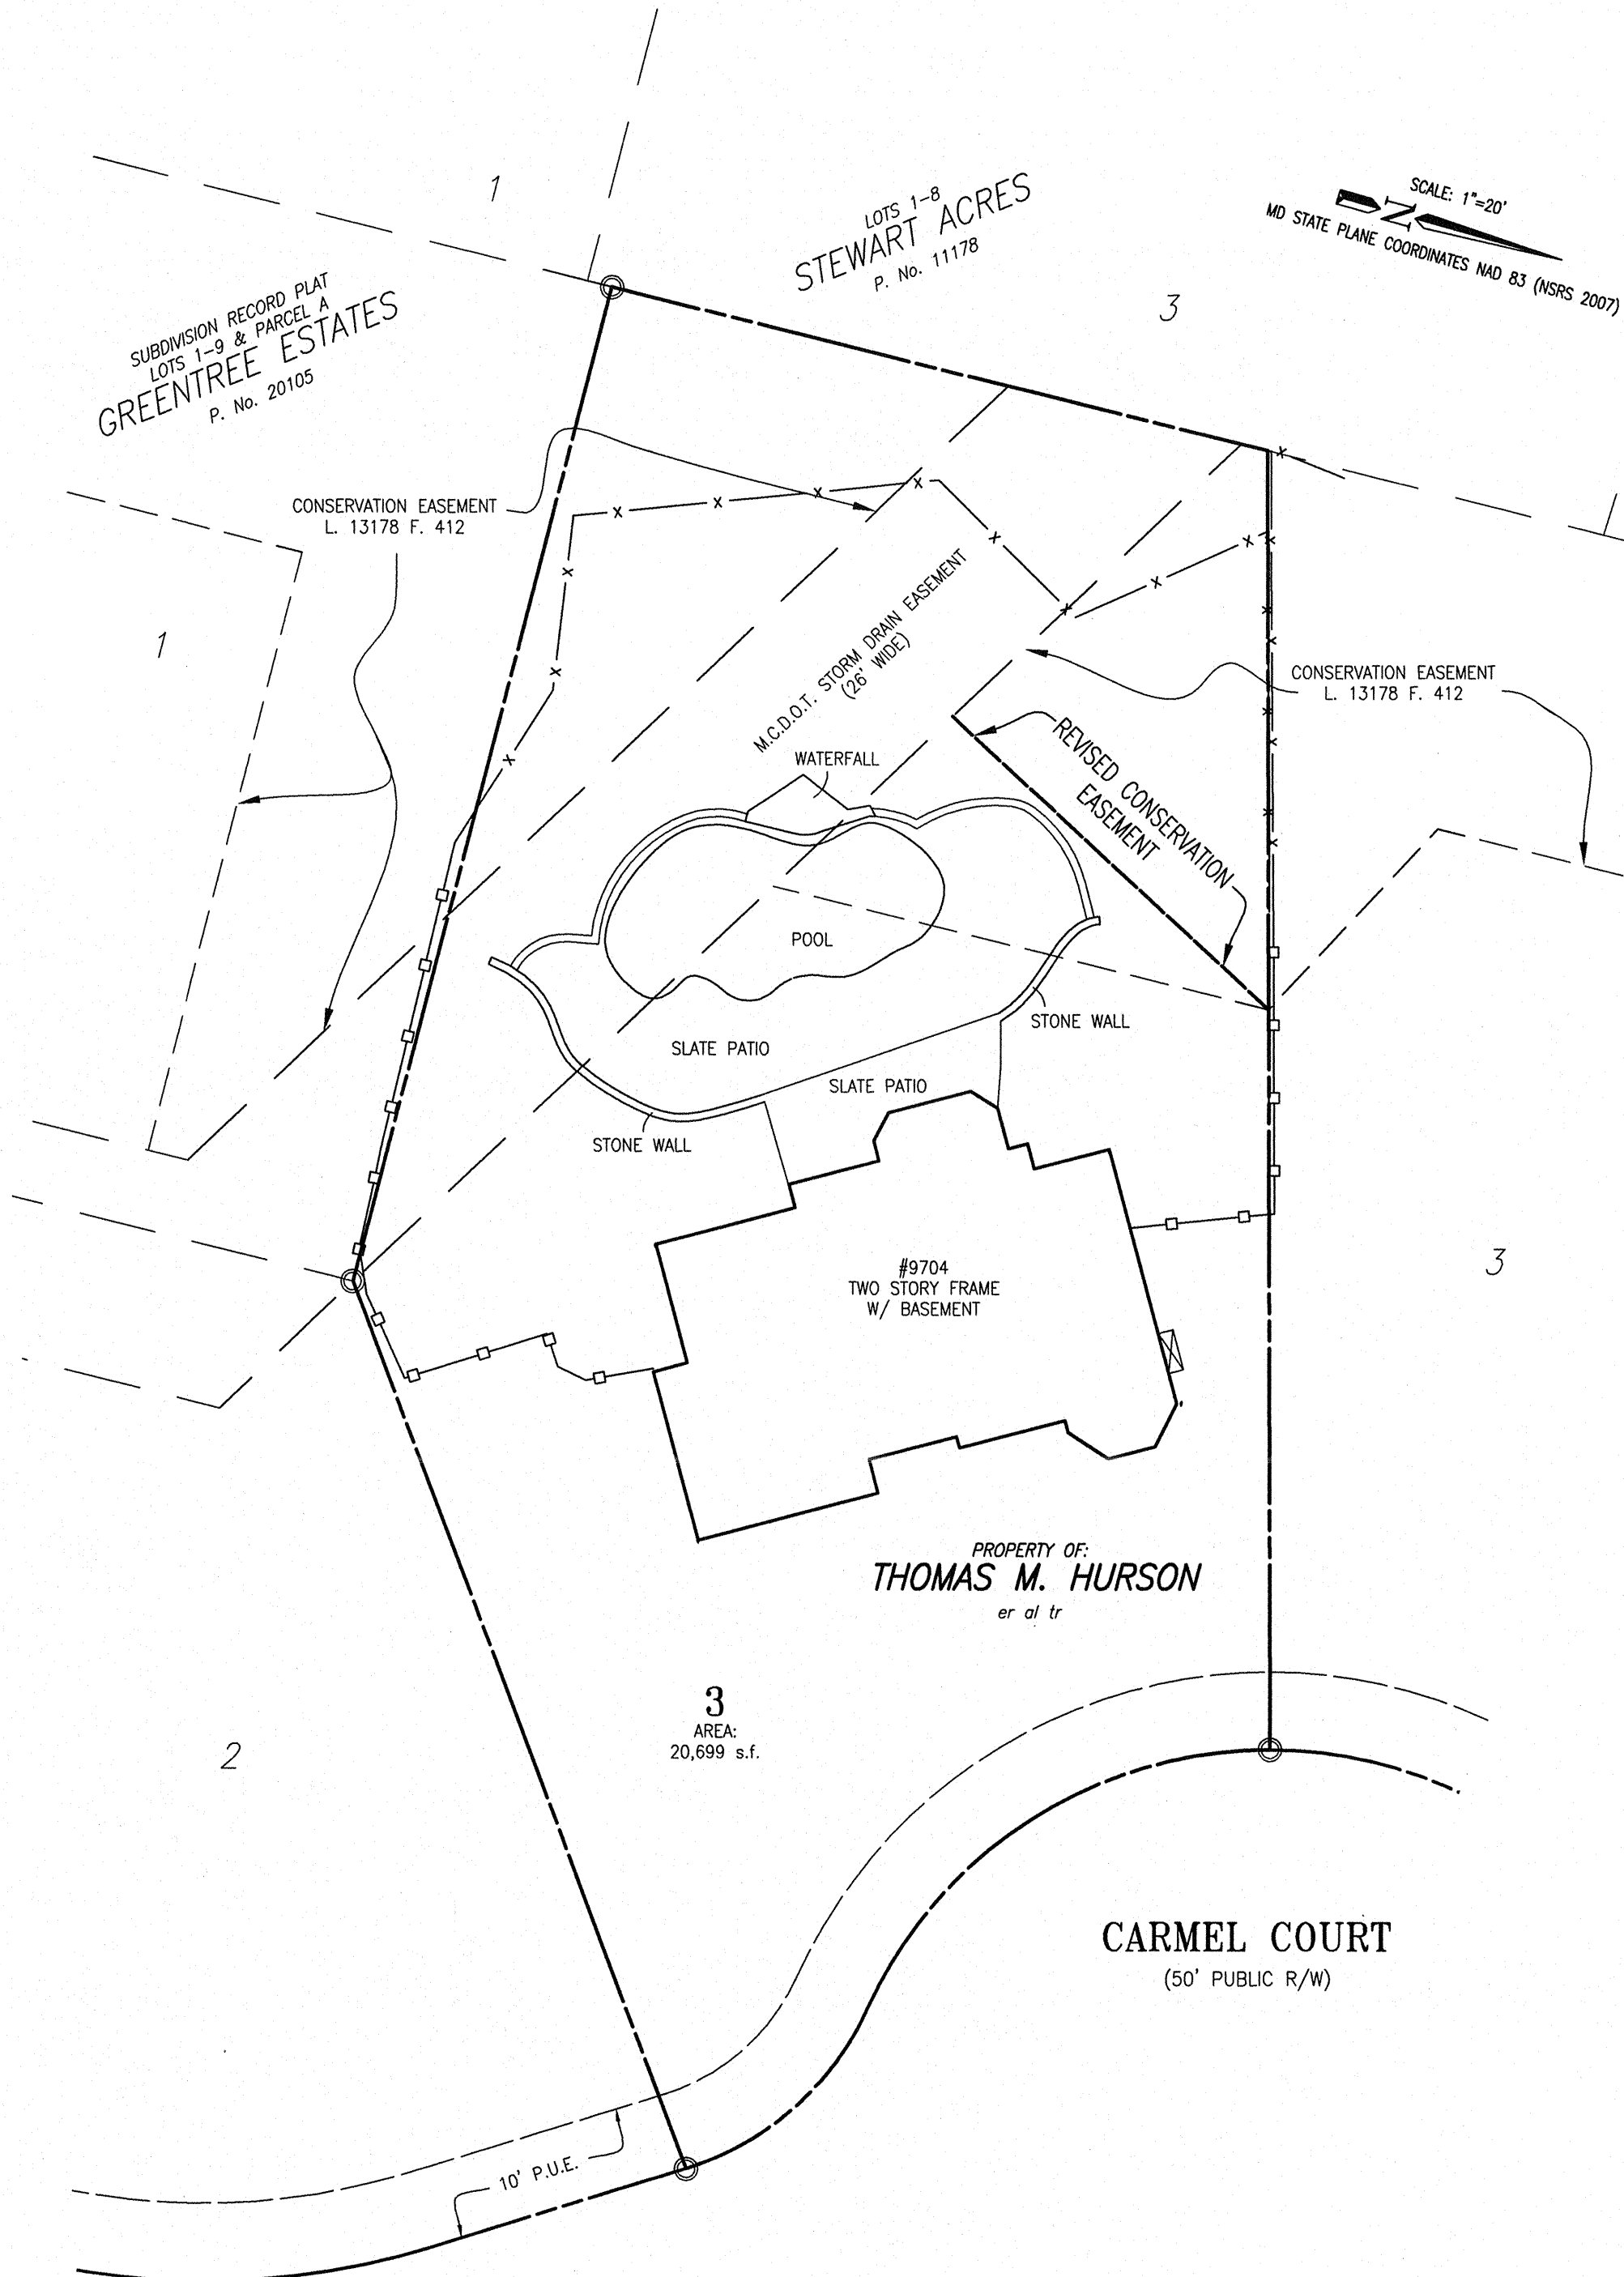 1
LOTS 1-8
STEWART ACRES
P. No. 11178
SCALE: 1"=20'
N
MD STATE PLANE COORDINATES NAD 83 (NSRS 2007)
3
SUBDIVISION RECORD PLAT
LOTS 1-9 & PARCEL A
GREENTREE ESTATES
P. No. 20105
CONSERVATION EASEMENT
L. 13178 F. 412
1
M.C.D.O.T. STORM DRAIN EASEMENT
(26' WIDE)
CONSERVATION EASEMENT
L. 13178 F. 412
REVISED CONSERVATION
EASEMENT
WATERFALL
POOL
STONE WALL
SLATE PATIO
SLATE PATIO
STONE WALL
#9704
TWO STORY FRAME
W/ BASEMENT
3
PROPERTY OF:
THOMAS M. HURSON
er al tr
3
AREA:
20,699 s.f.
2
CARMEL COURT
(50' PUBLIC R/W)
10' P.U.E.